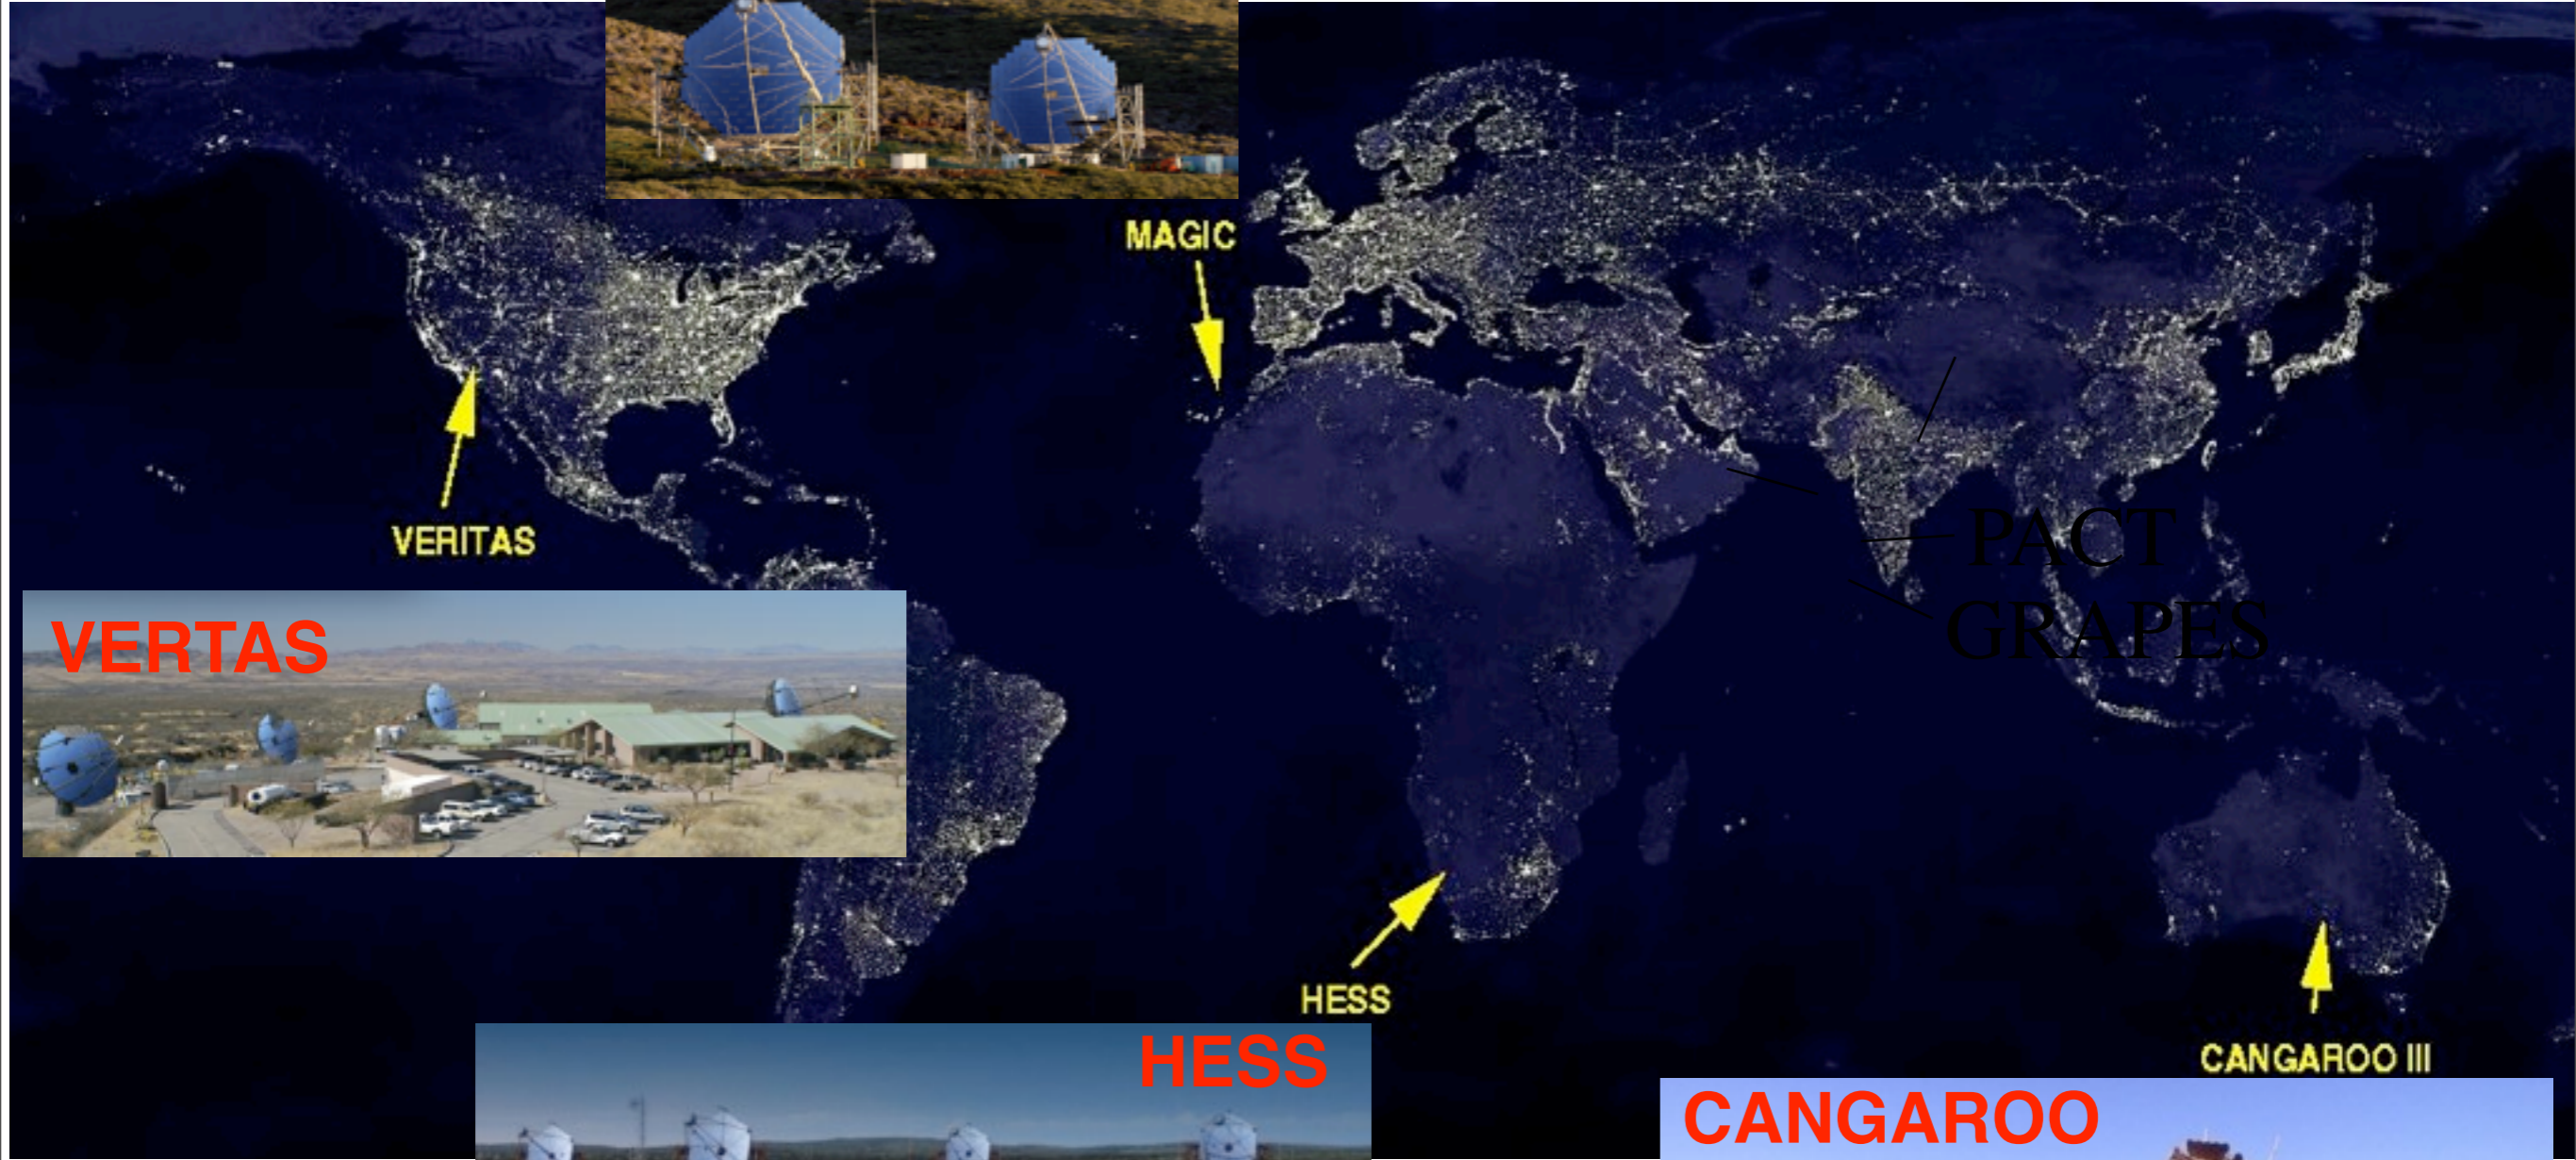 MAGIC
VERITAS
PACT
GRAPES
VERTAS
HESS
HESS
CANGAROO III
CANGAROO